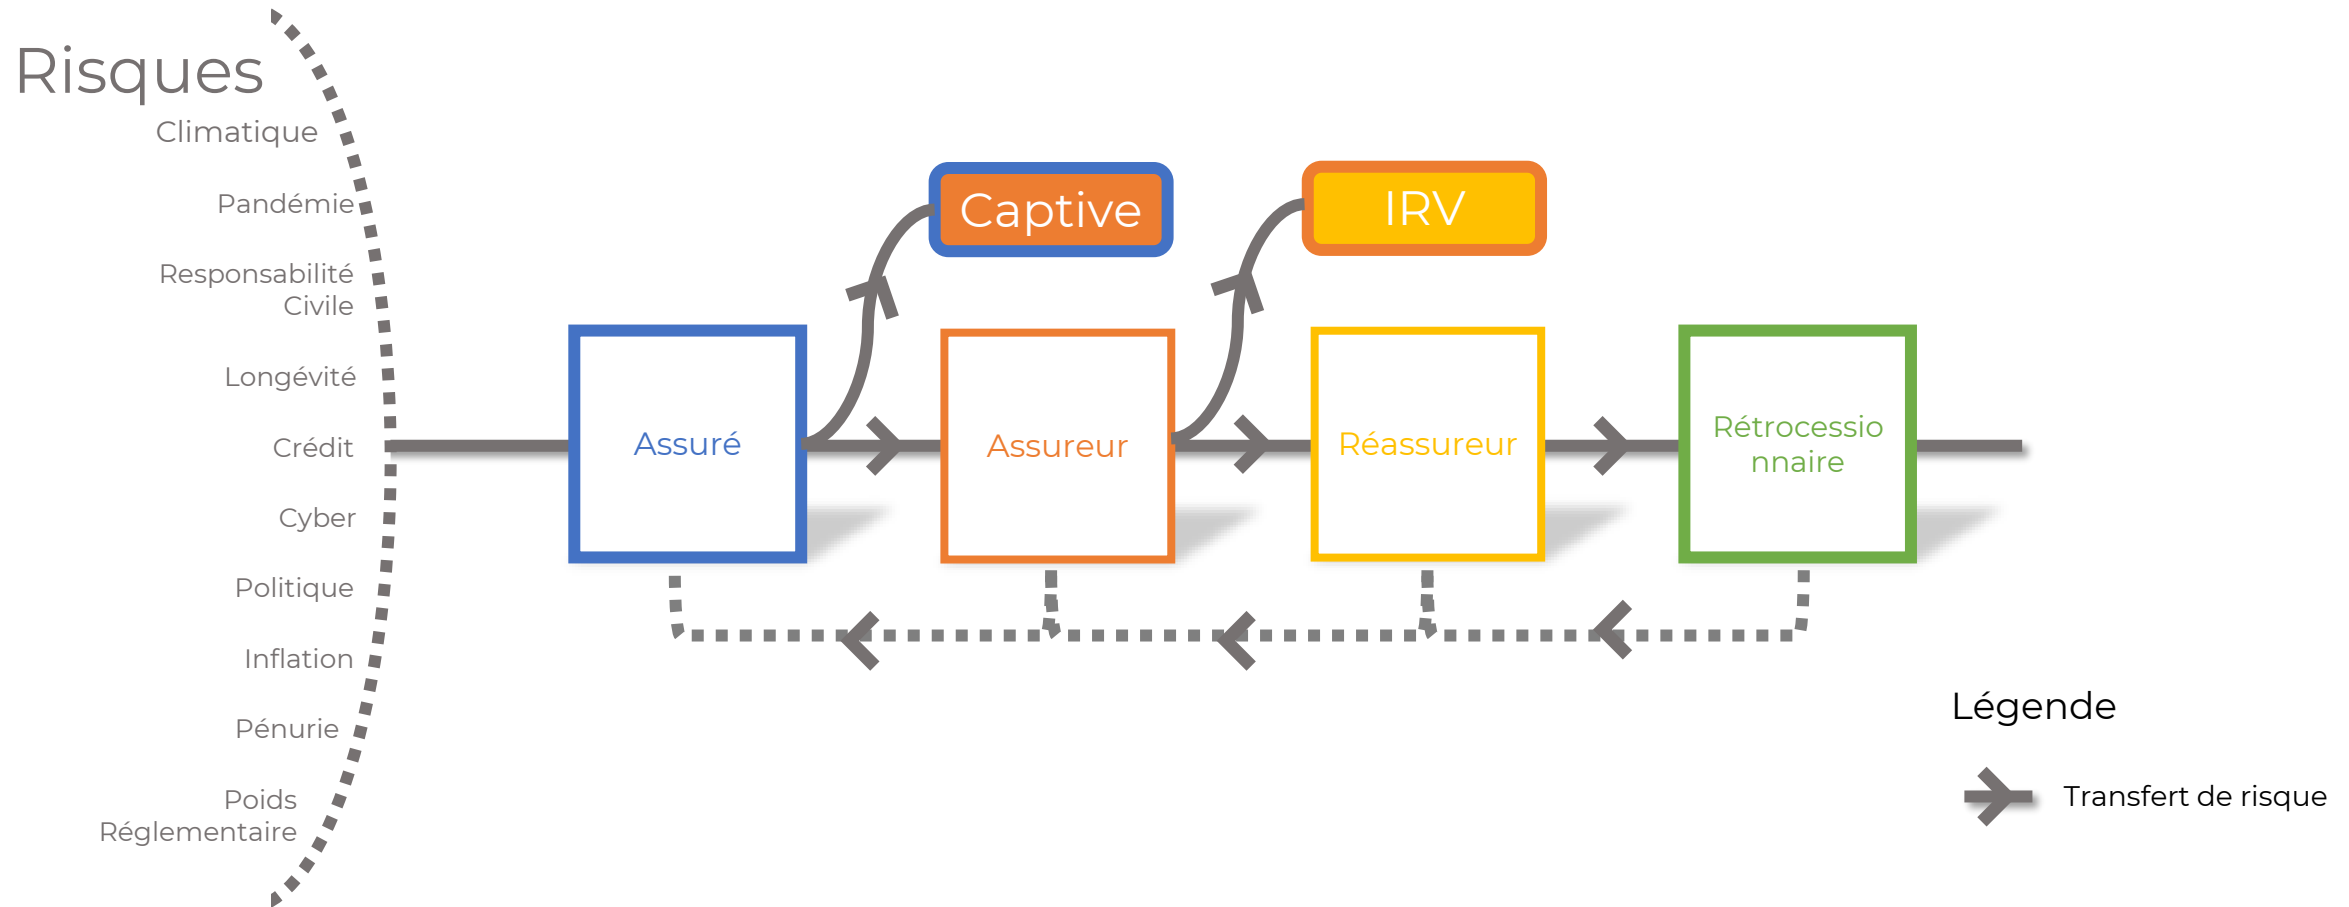 Risques
Climatique
Pandémie
Responsabilité
Civile
Longévité
Crédit
Cyber
Politique
Inflation
Pénurie
Poids
Réglementaire
Captive
IRV
Assuré
Assureur
Réassureur
Rétrocessio
nnaire
Légende
Transfert de risque